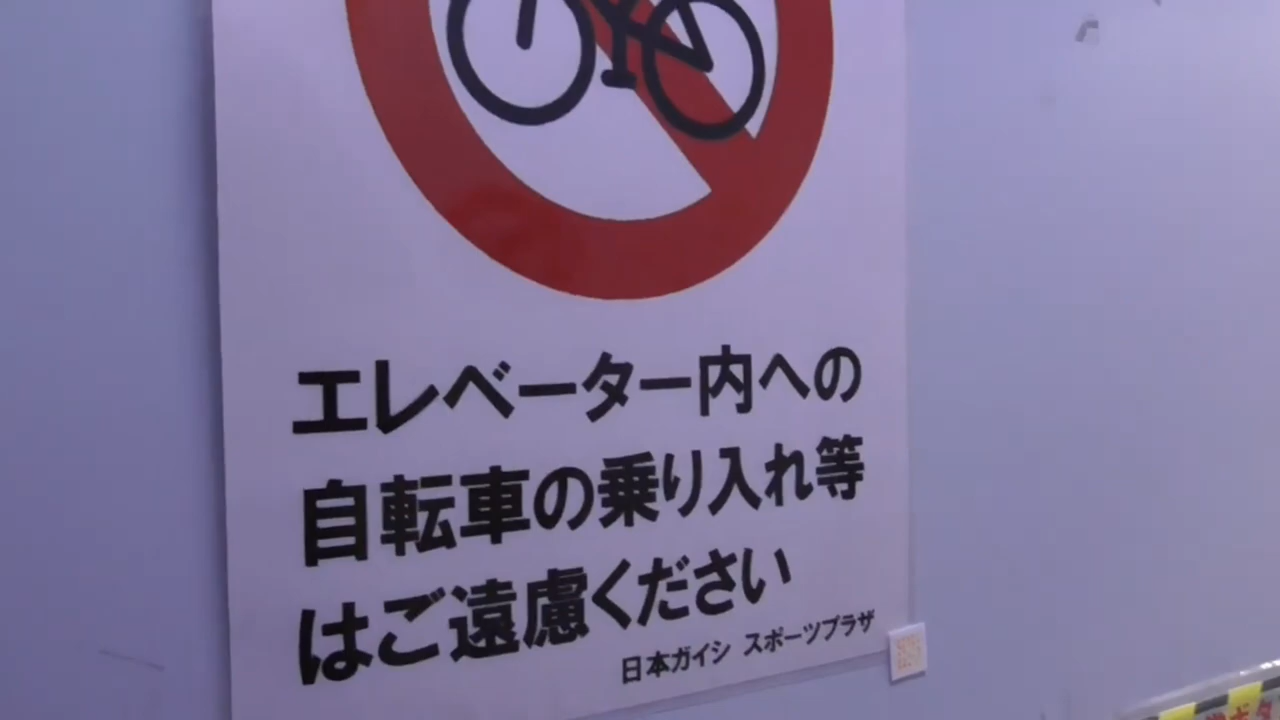 エレベーター内への
自転車の乗り入れ等
はご遠慮ください
日本ガイシ スポーツプラザ